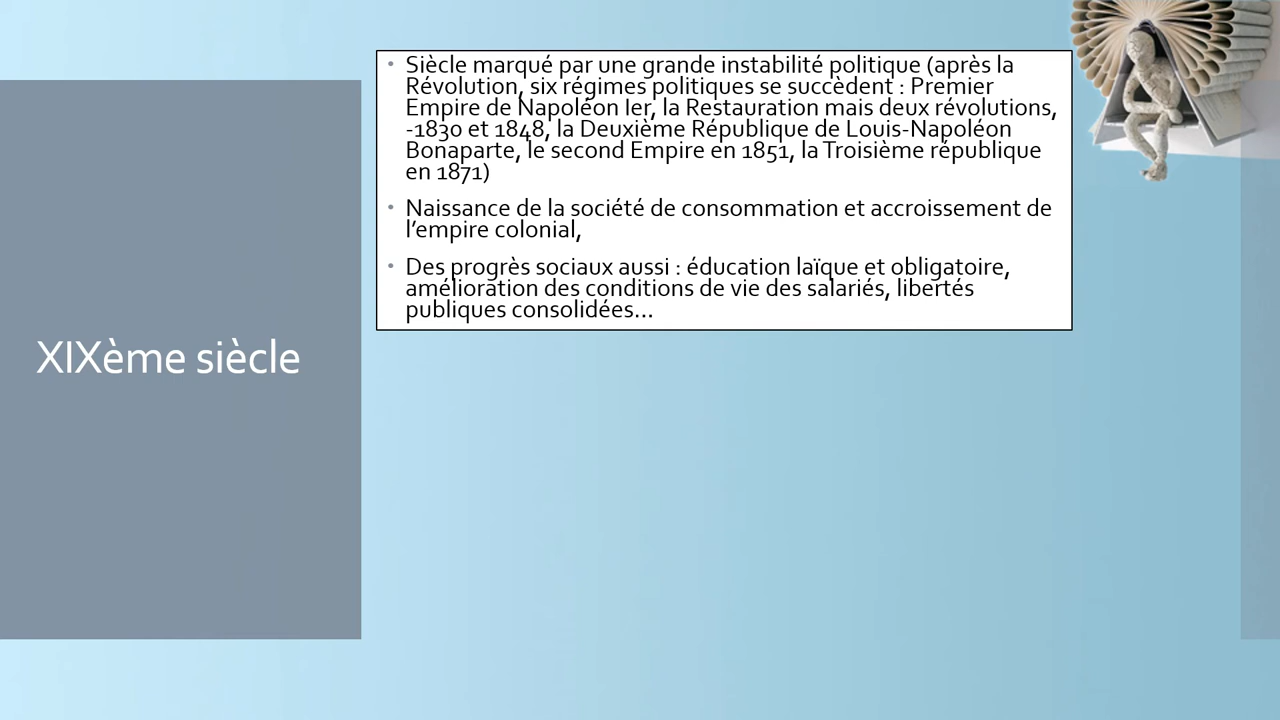 XIXème siècle
• Siècle marqué par une grande instabilité politique (après la
Révolution, six régimes politiques se succèdent : Premier
Empire de Napoléon Ier, la Restauration mais deux révolutions,
-1830 et 1848, la Deuxième République de Louis-Napoléon
Bonaparte, le second Empire en 1851, la Troisième république
en 1871)
• Naissance de la société de consommation et accroissement de
l’empire colonial,
• Des progrès sociaux aussi : éducation laïque et obligatoire,
amélioration des conditions de vie des salariés, libertés
publiques consolidées…